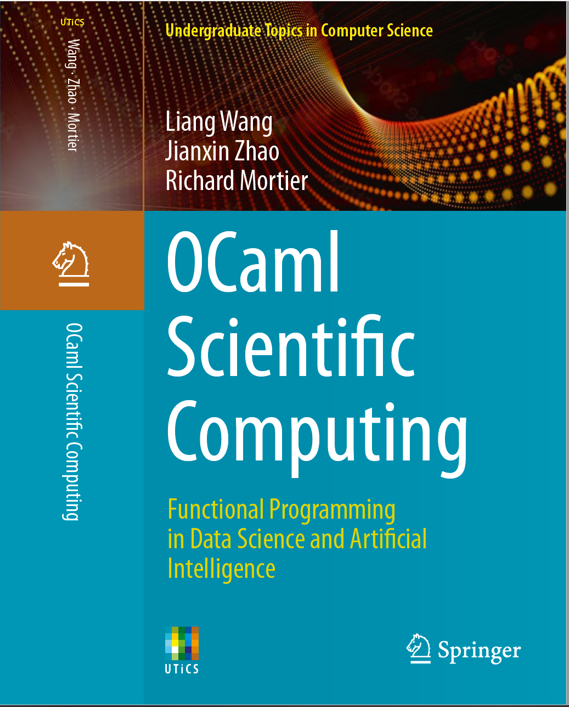 UTiCS
Wang · Zhao · Mortier
OCaml Scientific Computing
Undergraduate Topics in Computer Science
Liang Wang
Jianxin Zhao
Richard Mortier
OCaml
Scientific
Computing
Functional Programming
in Data Science and Artificial
Intelligence
UTiCS
Springer